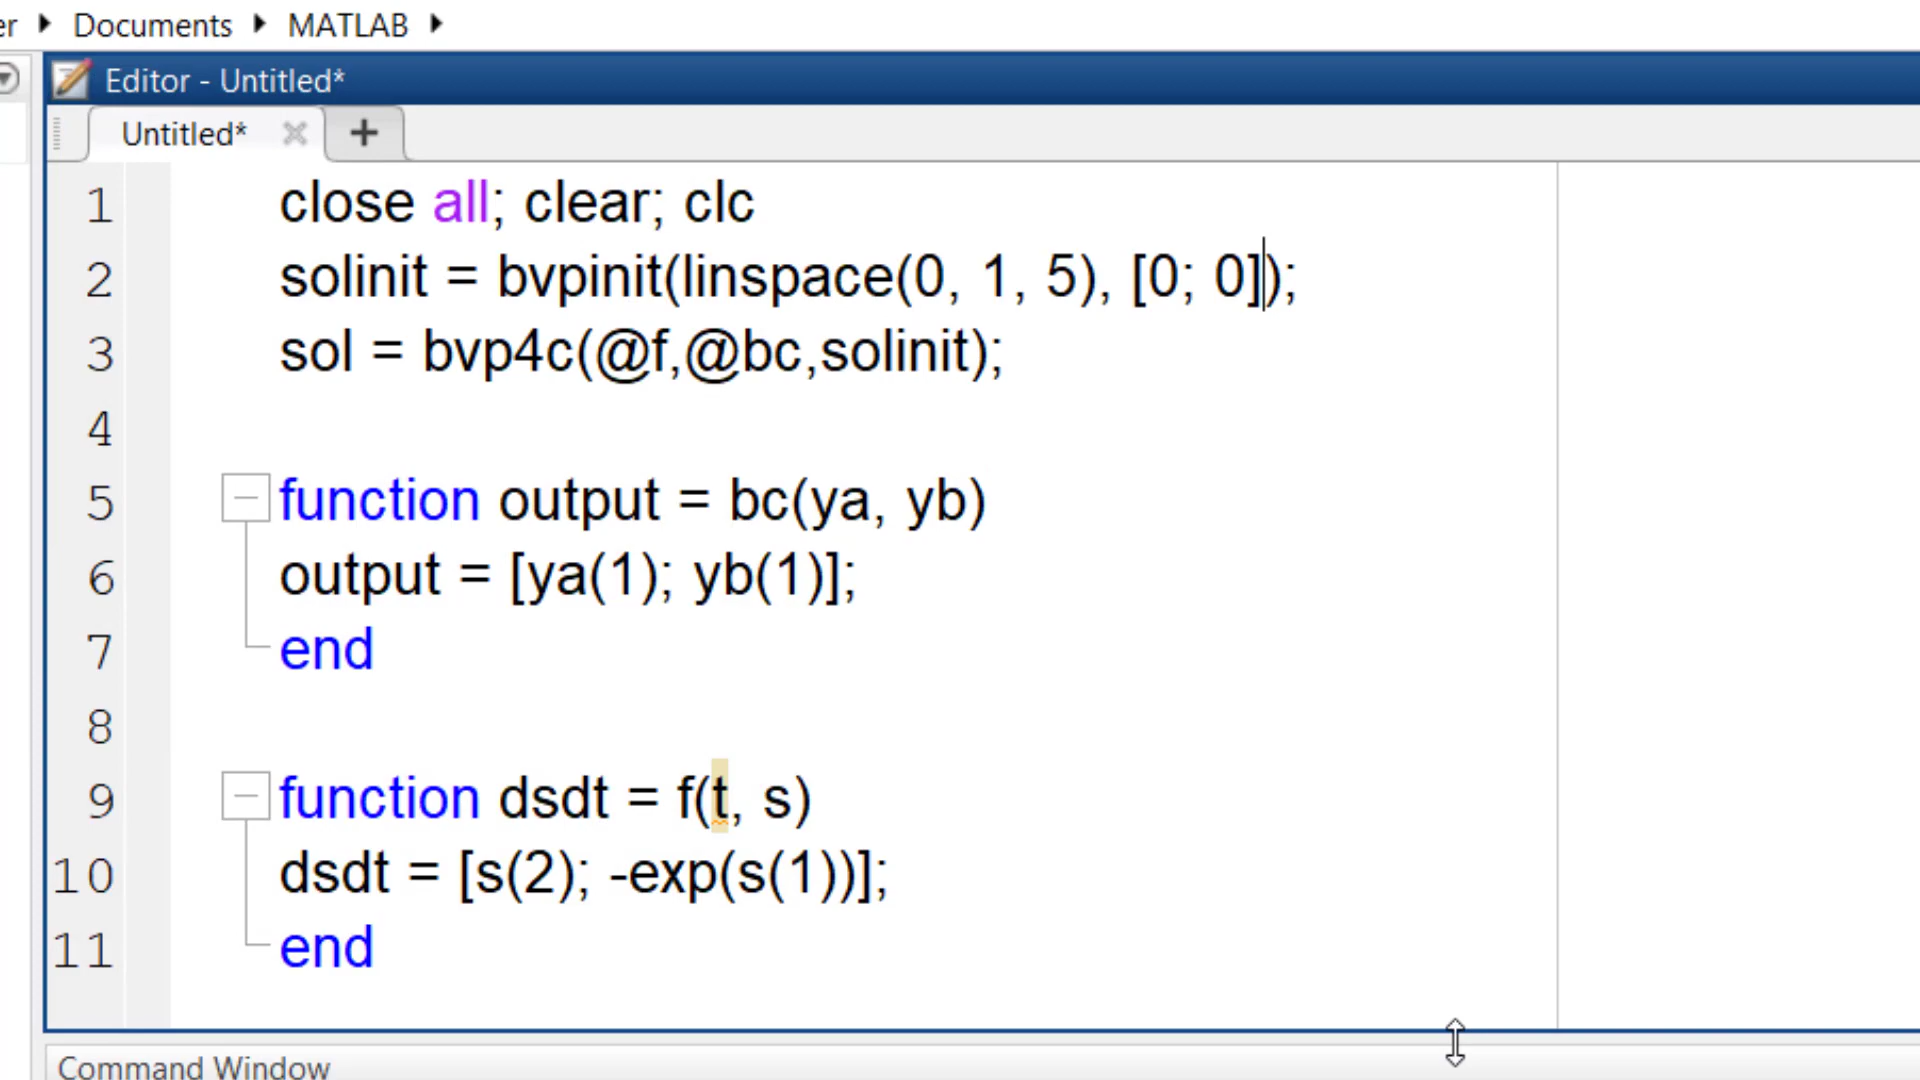 er ▶ Documents ▶ MATLAB ▶
Editor - Untitled*
Untitled* × +
1 close all; clear; clc
2 solinit = bvpinit(linspace(0, 1, 5), [0; 0]);
3 sol = bvp4c(@f,@bc,solinit);
4
5 function output = bc(ya, yb)
6 output = [ya(1); yb(1)];
7 end
8
9 function dsdt = f(t, s)
10 dsdt = [s(2); -exp(s(1))];
11 end
Command Window